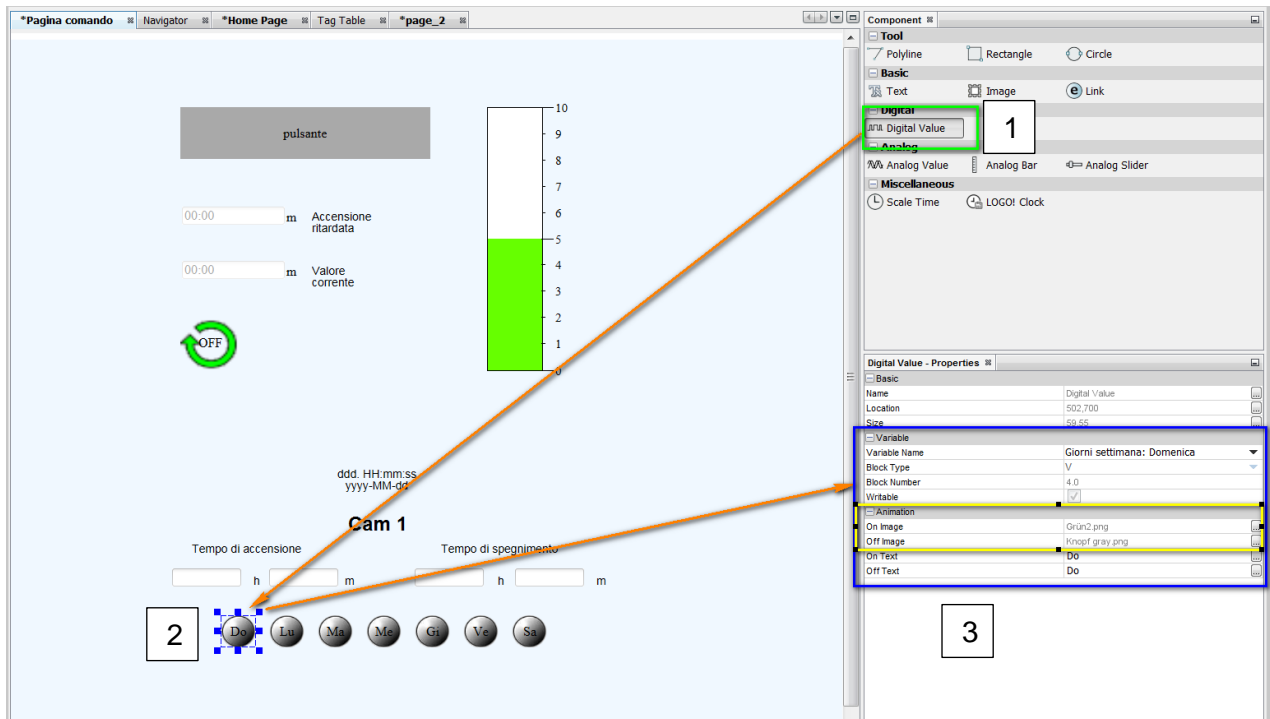 *Pagina comando
Navigator
*Home Page
Tag Table
*page_2
pulsante
00:00 m Accensione
ritardata
00:00 m Valore
corrente
OFF
10
9
8
7
6
5
4
3
2
1
0
ddd. HH:mm:ss
yyyy-MM-dd
Cam 1
Tempo di accensione
Tempo di spegnimento
h m
h m
2
Do Lu Ma Me Gi Ve Sa
Component
Tool
Polyline Rectangle Circle
Basic
Text Image Link
Digital
Digital Value
1
Analog
Analog Value Analog Bar Analog Slider
Miscellaneous
Scale Time LOGO! Clock
Digital Value - Properties
Basic
Name Digital Value
Location 502,700
Size 59,55
Variable
Variable Name Giorni settimana: Domenica
Block Type V
Block Number 4.0
Writable
Animation
On Image Grün2.png
Off Image Knopf gray.png
On Text Do
Off Text Do
3